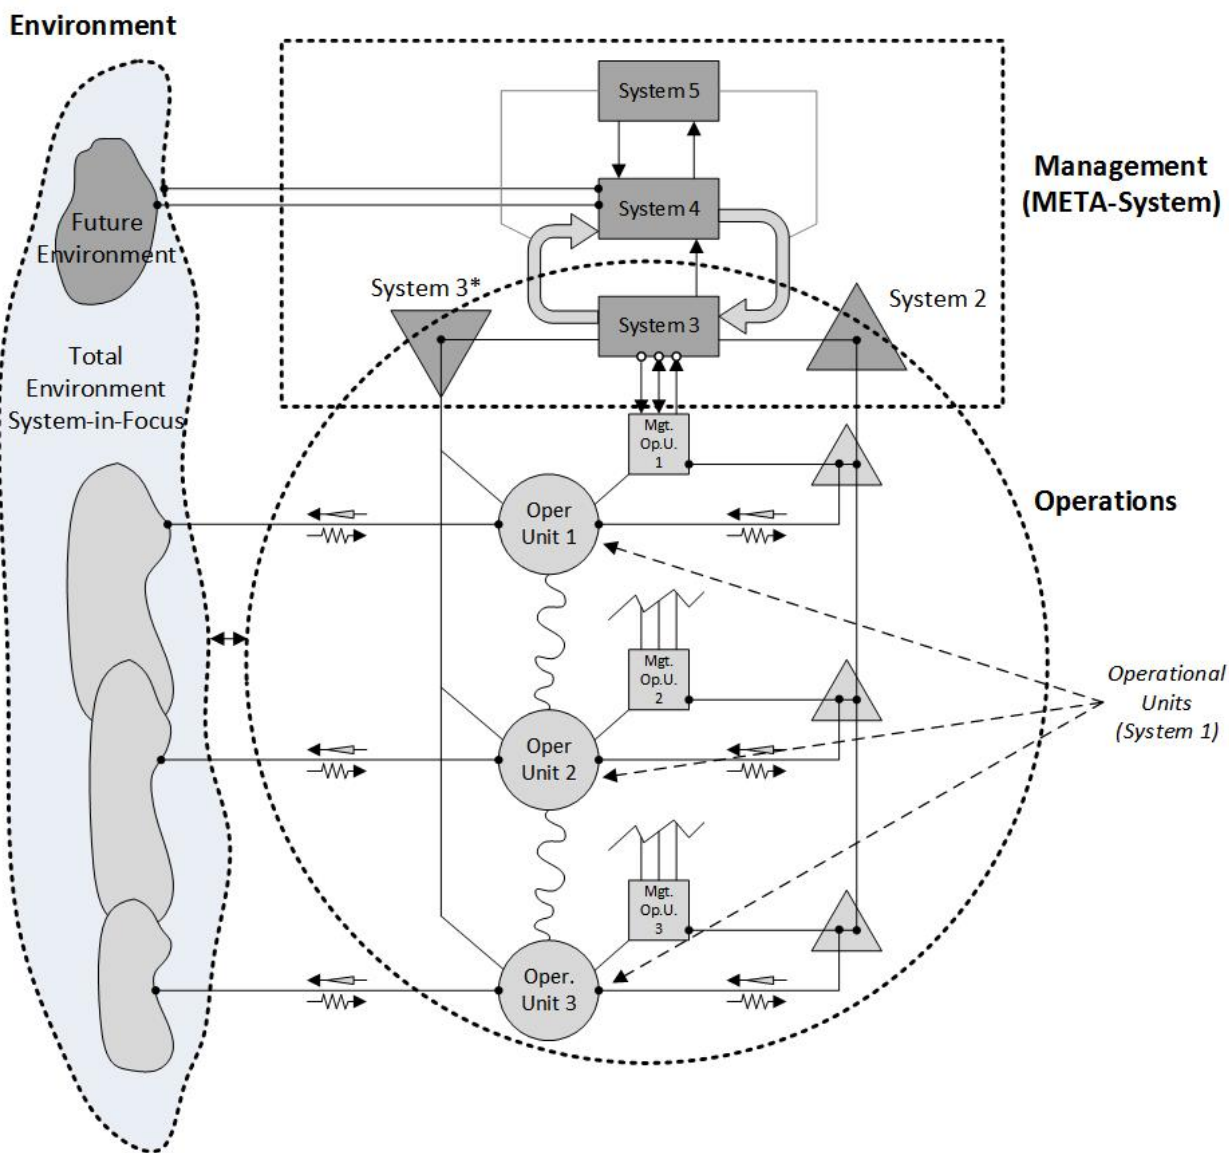 Environment
System 5
Management
(META-System)
System 4
Future
Environment
System 3*
System 3
System 2
Total
Environment
System-in-Focus
Mgt.
Op.U.
1
Operations
Oper
Unit 1
Mgt.
Op.U.
2
Operational
Units
(System 1)
Oper
Unit 2
Mgt.
Op.U.
3
Oper.
Unit 3